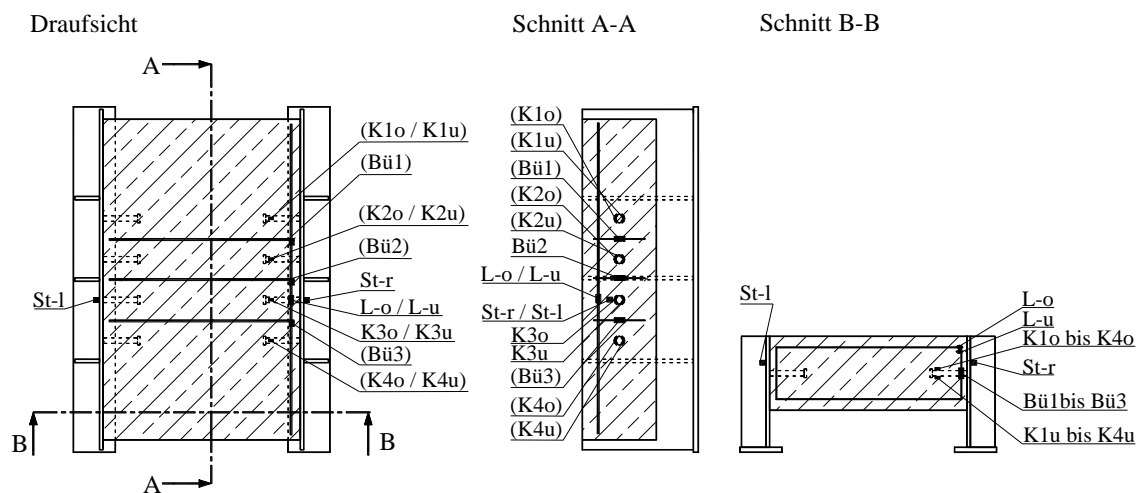 Draufsicht
A
(K1o / K1u)
(Bü1)
(K2o / K2u)
(Bü2)
St-r
St-l
L-o / L-u
K3o / K3u
(Bü3)
(K4o / K4u)
B
B
A
Schnitt A-A
(K1o)
(K1u)
(Bü1)
(K2o)
(K2u)
Bü2
L-o / L-u
St-r / St-l
K3o
K3u
(Bü3)
(K4o)
(K4u)
Schnitt B-B
St-l
L-o
L-u
K1o bis K4o
St-r
Bü1bis Bü3
K1u bis K4u